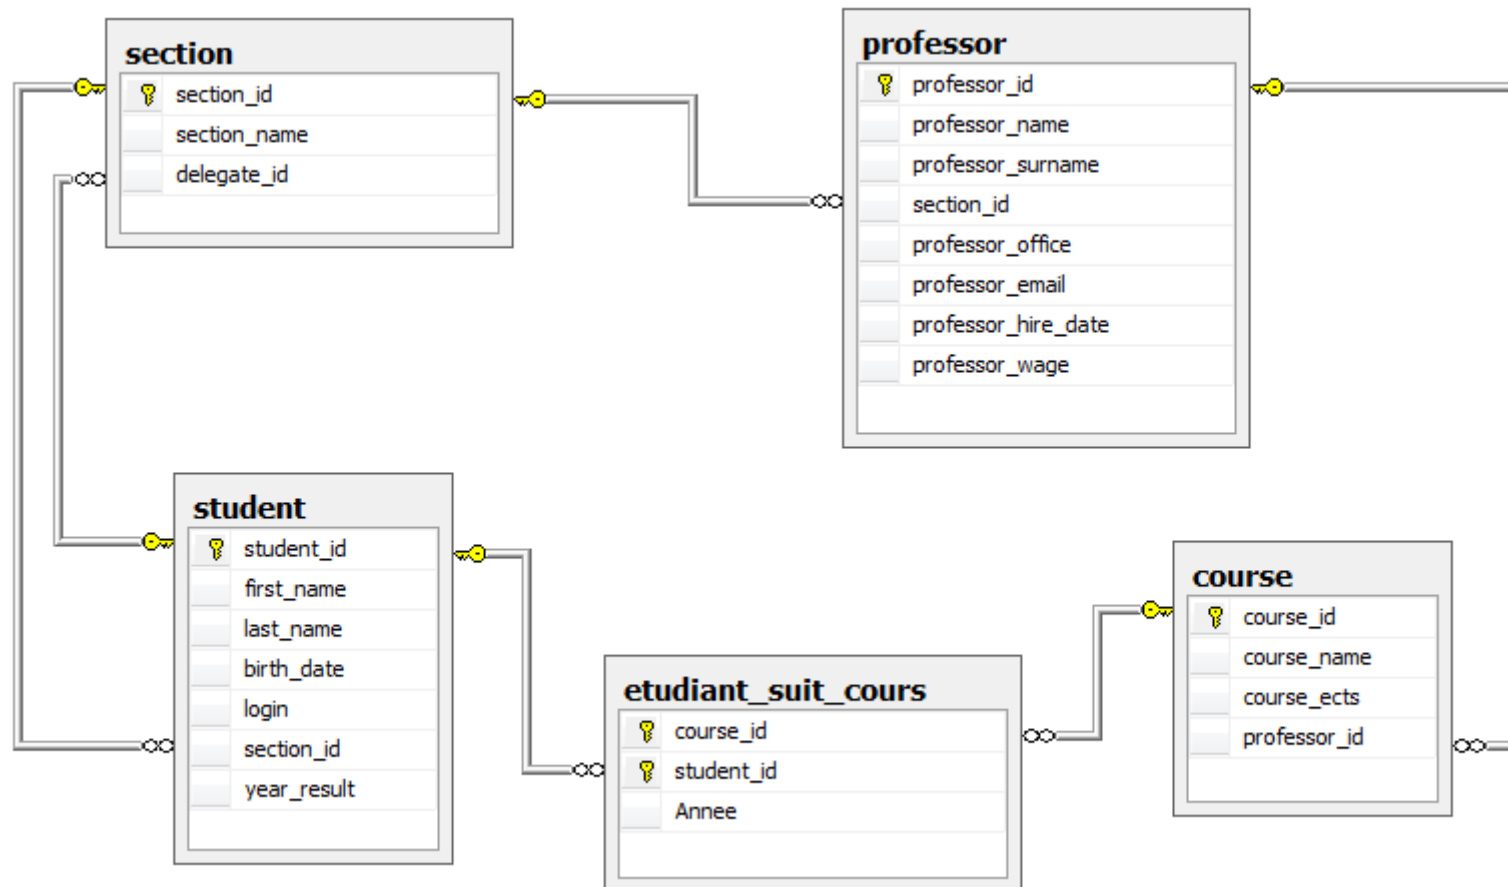 section
section_id
section_name
delegate_id
professor
professor_id
professor_name
professor_surname
section_id
professor_office
professor_email
professor_hire_date
professor_wage
student
student_id
first_name
last_name
birth_date
login
section_id
year_result
etudiant_suit_cours
course_id
student_id
Annee
course
course_id
course_name
course_ects
professor_id